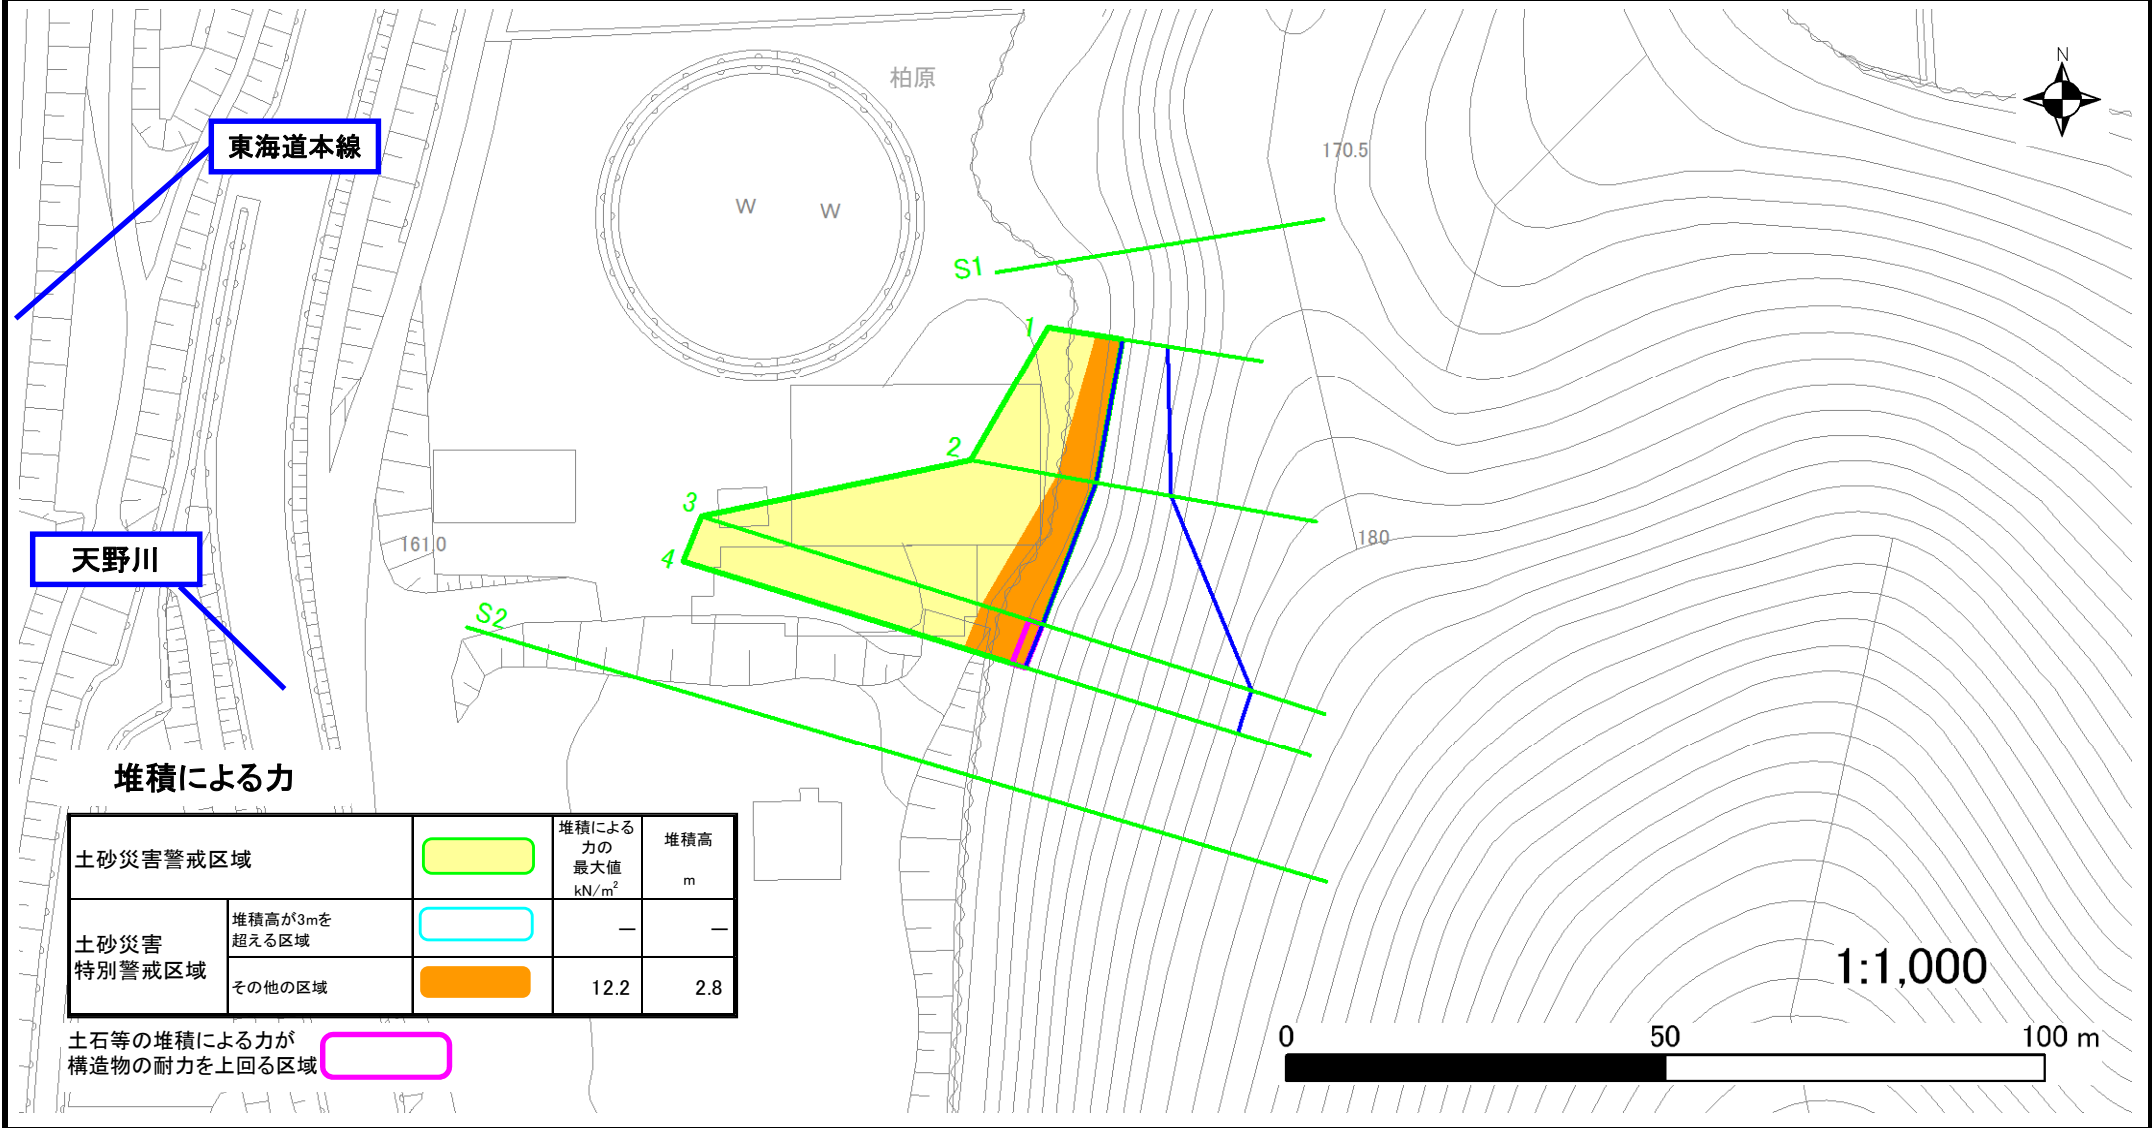 N
柏原
東海道本線
170.5
W
W
S1
1
2
3
4
180
161.0
天野川
S2
堆積による力
土砂災害警戒区域
堆積による
力の
最大値
kN/m²
堆積高
m
土砂災害
特別警戒区域
堆積高が3mを
超える区域
—
—
その他の区域
12.2
2.8
土石等の堆積による力が
構造物の耐力を上回る区域
1:1,000
0
50
100 m